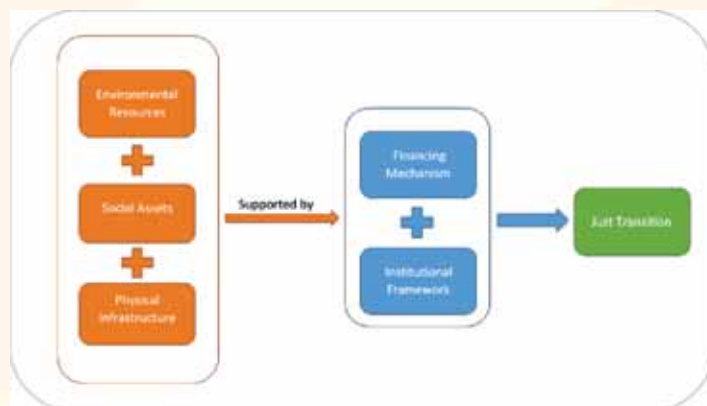 Environmental
Resources
Social Assets
Physical
Infrastructure
Supported by
Financing
Mechanism
Institutional
Framework
Just Transition